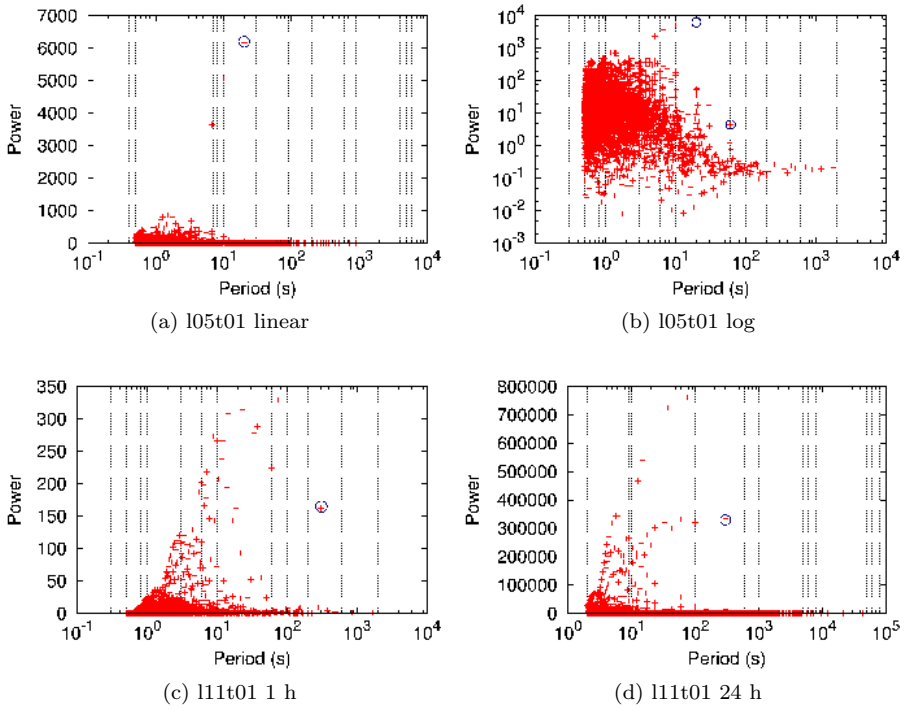 7000
6000
5000
4000
3000
2000
1000
0
Power
10^-1 10^0 10^1 10^2 10^3 10^4
Period (s)
(a) l05t01 linear
10^4
10^3
10^2
10^1
10^0
10^-1
10^-2
10^-3
Power
10^-1 10^0 10^1 10^2 10^3 10^4
Period (s)
(b) l05t01 log
350
300
250
200
150
100
50
0
Power
10^-1 10^0 10^1 10^2 10^3 10^4
Period (s)
(c) l11t01 1 h
800000
700000
600000
500000
400000
300000
200000
100000
0
Power
10^0 10^1 10^2 10^3 10^4 10^5
Period (s)
(d) l11t01 24 h